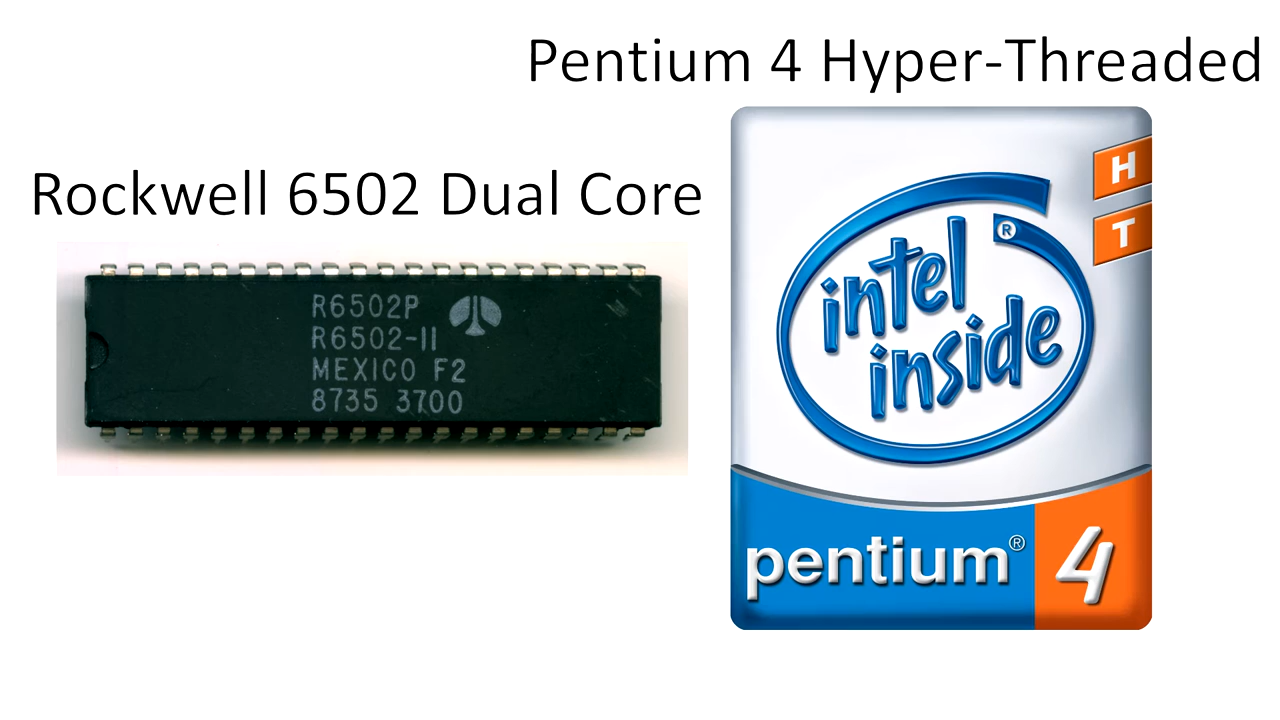 Pentium 4 Hyper-Threaded
Rockwell 6502 Dual Core
R6502P
R6502-11
MEXICO F2
8735 3700
H
T
intel®
inside
pentium® 4